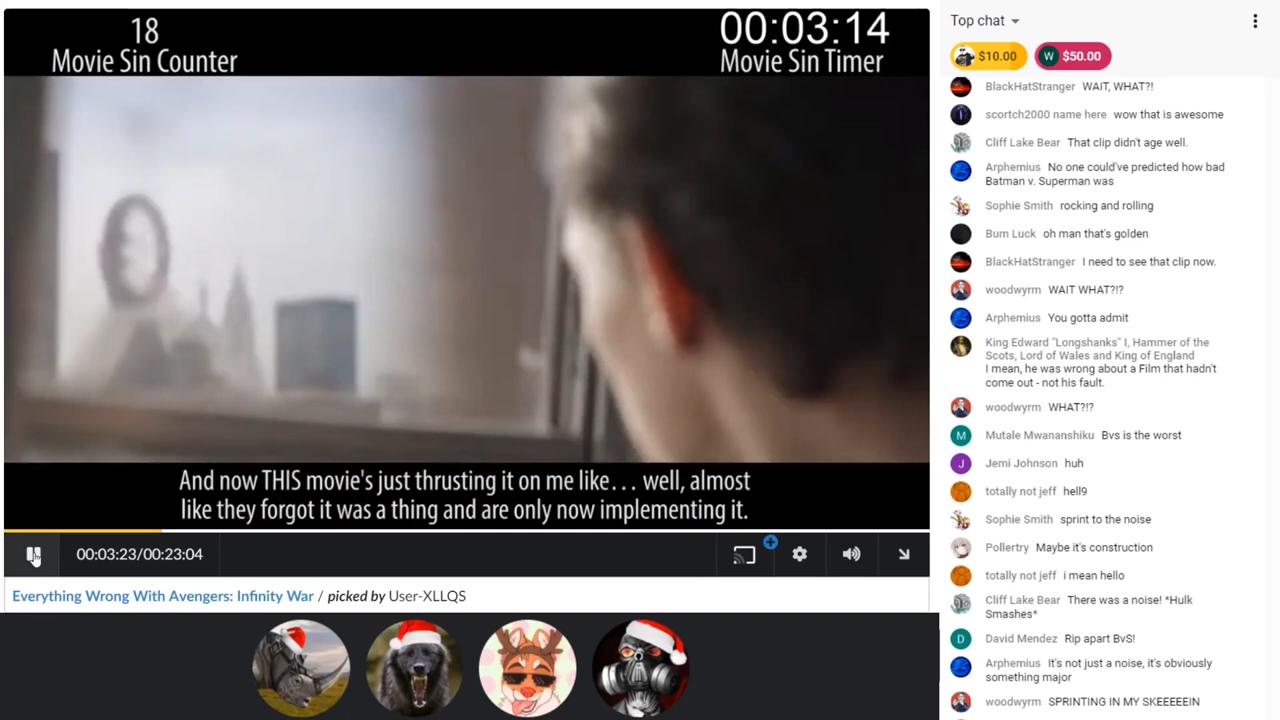 18
Movie Sin Counter
00:03:14
Movie Sin Timer
And now THIS movie's just thrusting it on me like... well, almost
like they forgot it was a thing and are only now implementing it.
00:03:23/00:23:04
Everything Wrong With Avengers: Infinity War / picked by User-XLLQS
Top chat
$10.00
W $50.00
BlackHatStranger WAIT, WHAT?!
scortch2000 name here wow that is awesome
Cliff Lake Bear That clip didn't age well.
Arphemius No one could've predicted how bad
Batman v. Superman was
Sophie Smith rocking and rolling
Bum Luck oh man that's golden
BlackHatStranger I need to see that clip now.
woodwyrm WAIT WHAT?!?
Arphemius You gotta admit
King Edward "Longshanks" I, Hammer of the
Scots, Lord of Wales and King of England
I mean, he was wrong about a Film that hadn't
come out - not his fault.
woodwyrm WHAT?!?
M Mutale Mwananshiku Bvs is the worst
J Jemi Johnson huh
totally not jeff hell9
Sophie Smith sprint to the noise
Pollertry Maybe it's construction
totally not jeff i mean hello
Cliff Lake Bear There was a noise! *Hulk
Smashes*
D David Mendez Rip apart BvS!
Arphemius It's not just a noise, it's obviously
something major
woodwyrm SPRINTING IN MY SKEEEEEIN